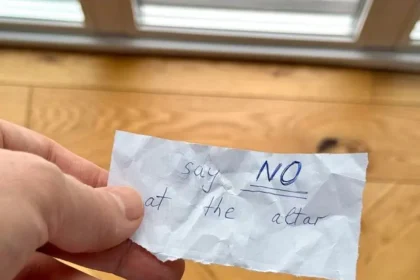 say NO
at the altar